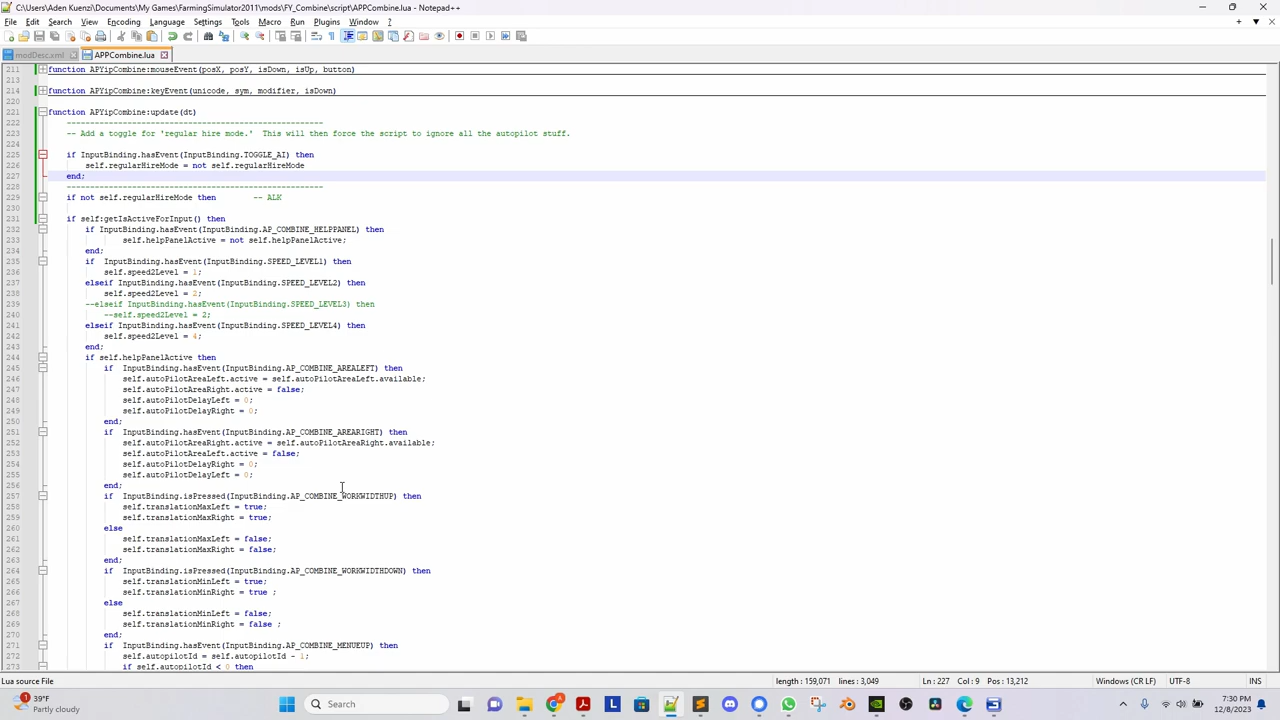 C:\Users\Aden Kuenzi\Documents\My Games\FarmingSimulator2011\mods\FY_Combine\script\APPCombine.lua - Notepad++
File Edit Search View Encoding Language Settings Tools Macro Run Plugins Window ?
modDesc.xml APPCombine.lua
211 function APYipCombine:mouseEvent(posX, posY, isDown, isUp, button)
213
214 function APYipCombine:keyEvent(unicode, sym, modifier, isDown)
220
221 function APYipCombine:update(dt)
222 -------------------------------------------------------
223 -- Add a toggle for 'regular hire mode.'  This will then force the script to ignore all the autopilot stuff.
224
225 if InputBinding.hasEvent(InputBinding.TOGGLE_AI) then
226 self.regularHireMode = not self.regularHireMode
227 end;
228 -------------------------------------------------------
229 if not self.regularHireMode then -- ALK
230
231 if self:getIsActiveForInput() then
232 if InputBinding.hasEvent(InputBinding.AP_COMBINE_HELPPANEL) then
233 self.helpPanelActive = not self.helpPanelActive;
234 end;
235 if  InputBinding.hasEvent(InputBinding.SPEED_LEVEL1) then
236 self.speed2Level = 1;
237 elseif InputBinding.hasEvent(InputBinding.SPEED_LEVEL2) then
238 self.speed2Level = 2;
239 --elseif InputBinding.hasEvent(InputBinding.SPEED_LEVEL3) then
240 --self.speed2Level = 2;
241 elseif InputBinding.hasEvent(InputBinding.SPEED_LEVEL4) then
242 self.speed2Level = 4;
243 end;
244 if self.helpPanelActive then
245 if  InputBinding.hasEvent(InputBinding.AP_COMBINE_AREALEFT) then
246 self.autoPilotAreaLeft.active = self.autoPilotAreaLeft.available;
247 self.autoPilotAreaRight.active = false;
248 self.autoPilotDelayLeft = 0;
249 self.autoPilotDelayRight = 0;
250 end;
251 if  InputBinding.hasEvent(InputBinding.AP_COMBINE_AREARIGHT) then
252 self.autoPilotAreaRight.active = self.autoPilotAreaRight.available;
253 self.autoPilotAreaLeft.active = false;
254 self.autoPilotDelayRight = 0;
255 self.autoPilotDelayLeft = 0;
256 end;
257 if  InputBinding.isPressed(InputBinding.AP_COMBINE_WORKWIDTHUP) then
258 self.translationMaxLeft = true;
259 self.translationMaxRight = true;
260 else
261 self.translationMaxLeft = false;
262 self.translationMaxRight = false;
263 end;
264 if  InputBinding.isPressed(InputBinding.AP_COMBINE_WORKWIDTHDOWN) then
265 self.translationMinLeft = true;
266 self.translationMinRight = true ;
267 else
268 self.translationMinLeft = false;
269 self.translationMinRight = false ;
270 end;
271 if  InputBinding.hasEvent(InputBinding.AP_COMBINE_MENUEUP) then
272 self.autopilotId = self.autopilotId - 1;
273 if self.autopilotId < 0 then
Lua source File length : 159,071 lines : 3,049 Ln : 227 Col : 9 Pos : 13,212 Windows (CR LF) UTF-8 INS
39°F
Partly cloudy
Search
7:30 PM
12/8/2023